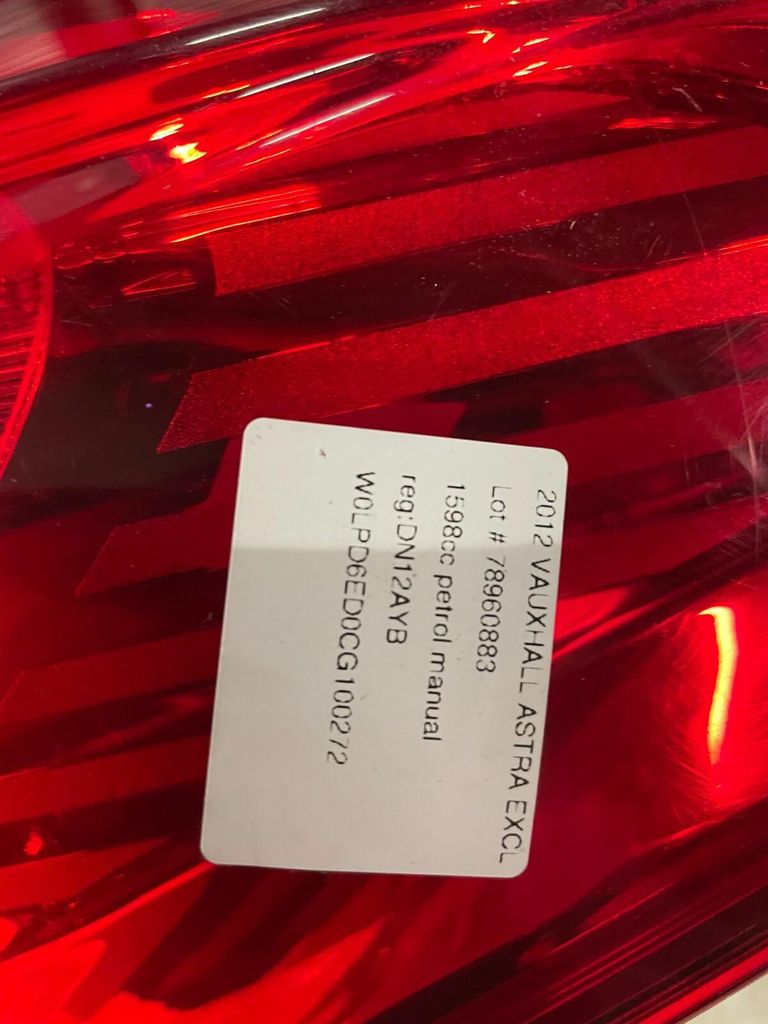 2012 VAUXHALL ASTRA EXCL
Lot # 78960883
1598cc petrol manual
reg:DN12AYB
W0LPD6ED0CG100272